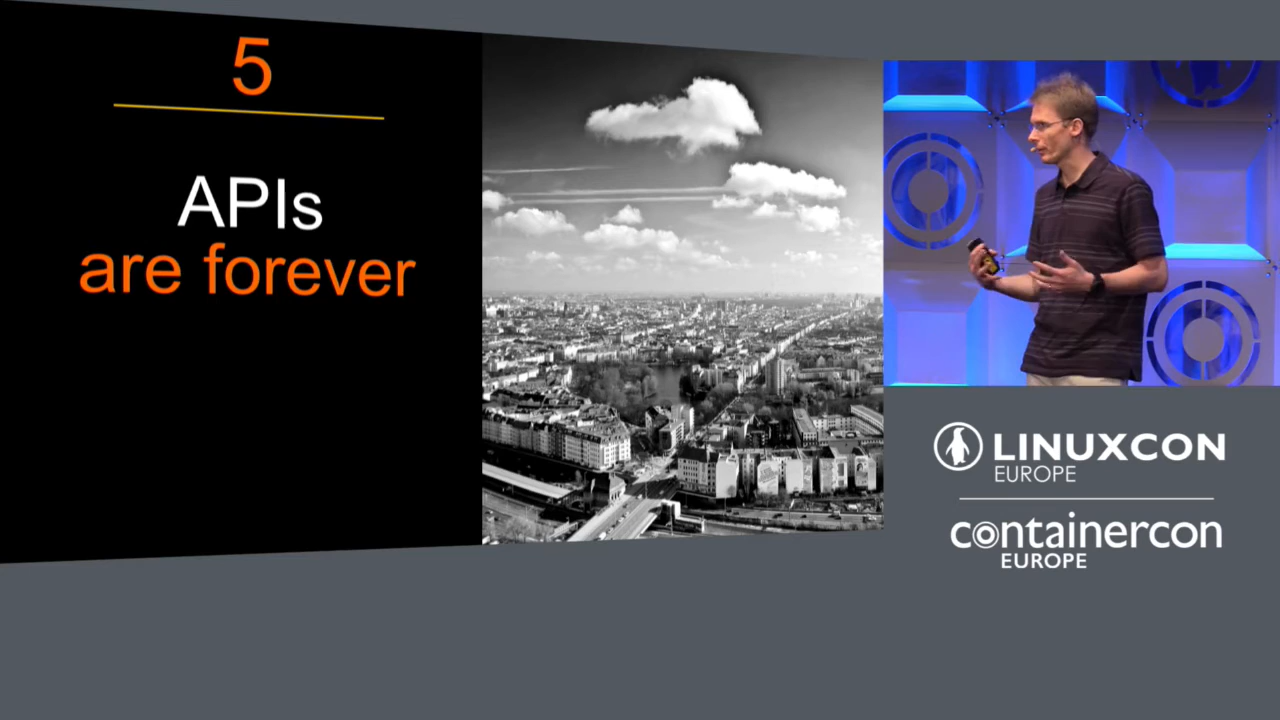 5
APIs
are forever
LINUXCON
EUROPE
containercon
EUROPE